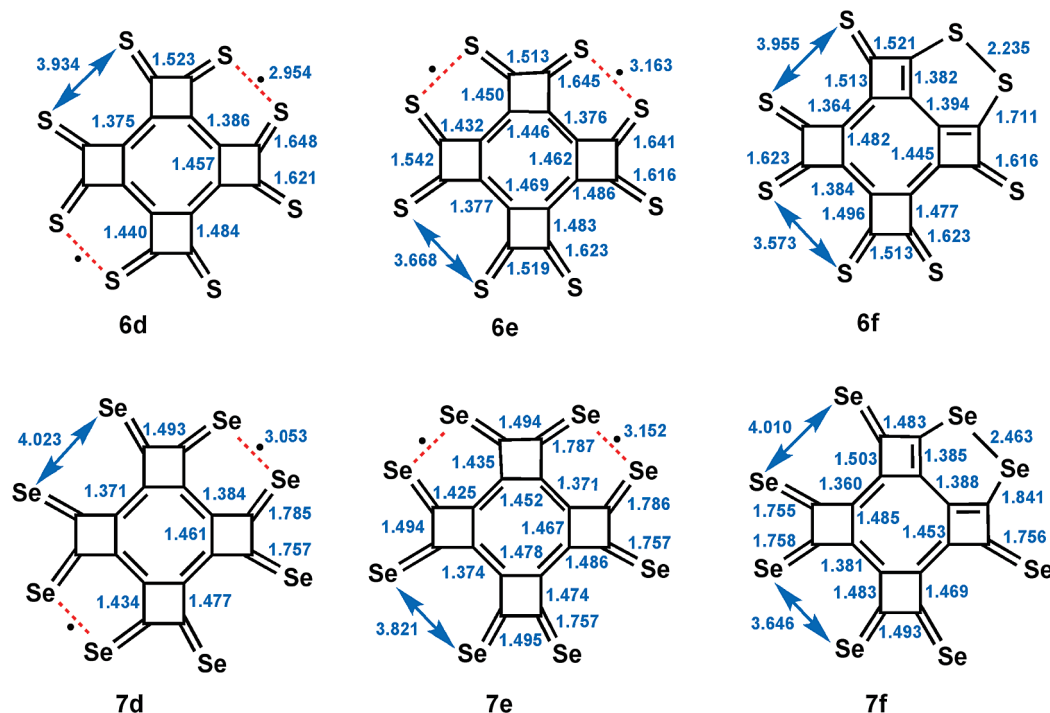 S S S S S
1.523 1.513 1.521
3.934 2.954 3.163 3.955 2.235
1.645
1.450 1.513 1.382
S S S S S S
1.375 1.386 1.432 1.446 1.376 1.364 1.394 1.711
1.648 1.641
1.457 1.542 1.462 1.623 1.482 1.445 1.616
1.621 1.469 1.616
1.377 1.486 1.384
S S S S S S
1.440 1.484 1.483 1.496 1.477
3.668 1.623 3.573 1.623
1.519 1.513
S S S S S S
6d 6e 6f
Se Se Se Se Se Se
1.493 1.494 1.483
4.023 3.053 3.152 4.010 2.463
1.787
1.435 1.503 1.385
Se Se Se Se Se Se
1.371 1.384 1.425 1.452 1.371 1.360 1.388 1.841
1.785 1.786 1.755
1.461 1.494 1.467 1.485 1.453 1.756
1.757 1.478 1.757 1.758
1.374 1.486 1.381
Se Se Se Se Se Se
1.434 1.477 1.474 1.483 1.469
3.821 1.757 3.646
1.495 1.493
Se Se Se Se Se Se
7d 7e 7f